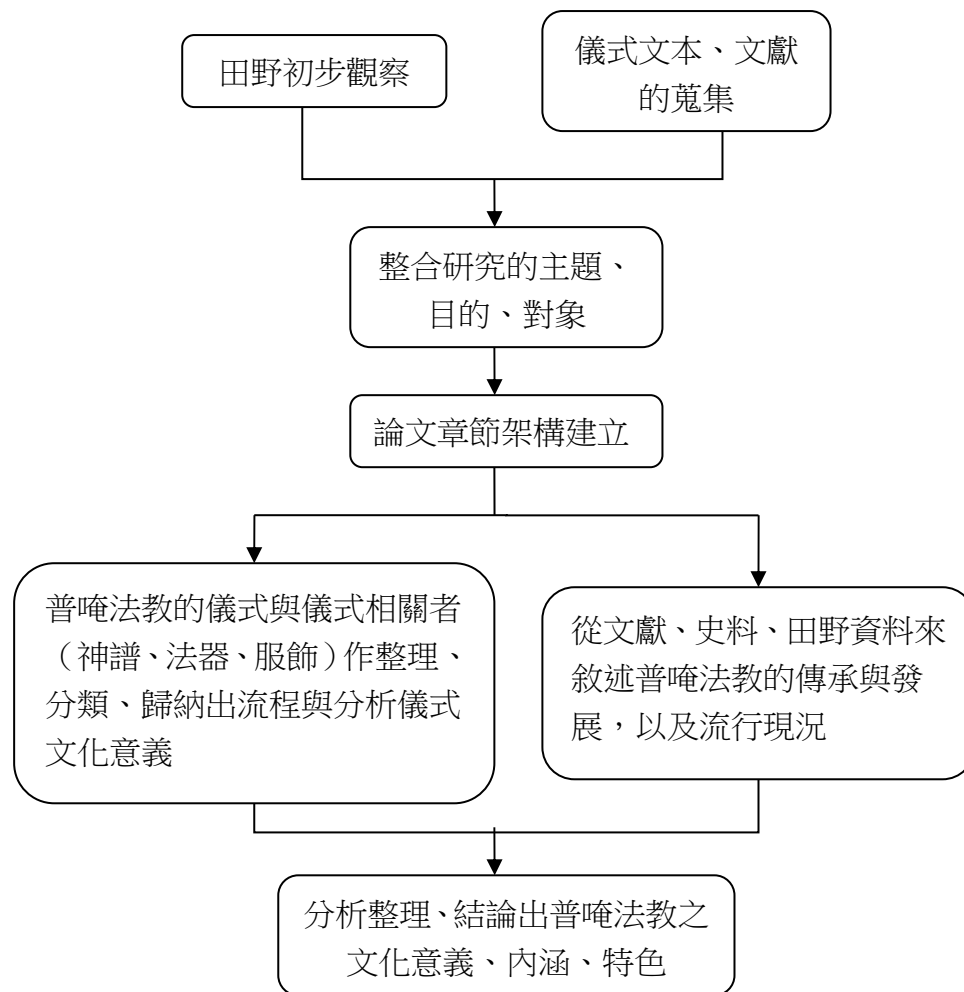 田野初步觀察
儀式文本、文獻
的蒐集
整合研究的主題、
目的、對象
論文章節架構建立
普唵法教的儀式與儀式相關者
（神譜、法器、服飾）作整理、
分類、歸納出流程與分析儀式
文化意義
從文獻、史料、田野資料來
敘述普唵法教的傳承與發
展，以及流行現況
分析整理、結論出普唵法教之
文化意義、內涵、特色